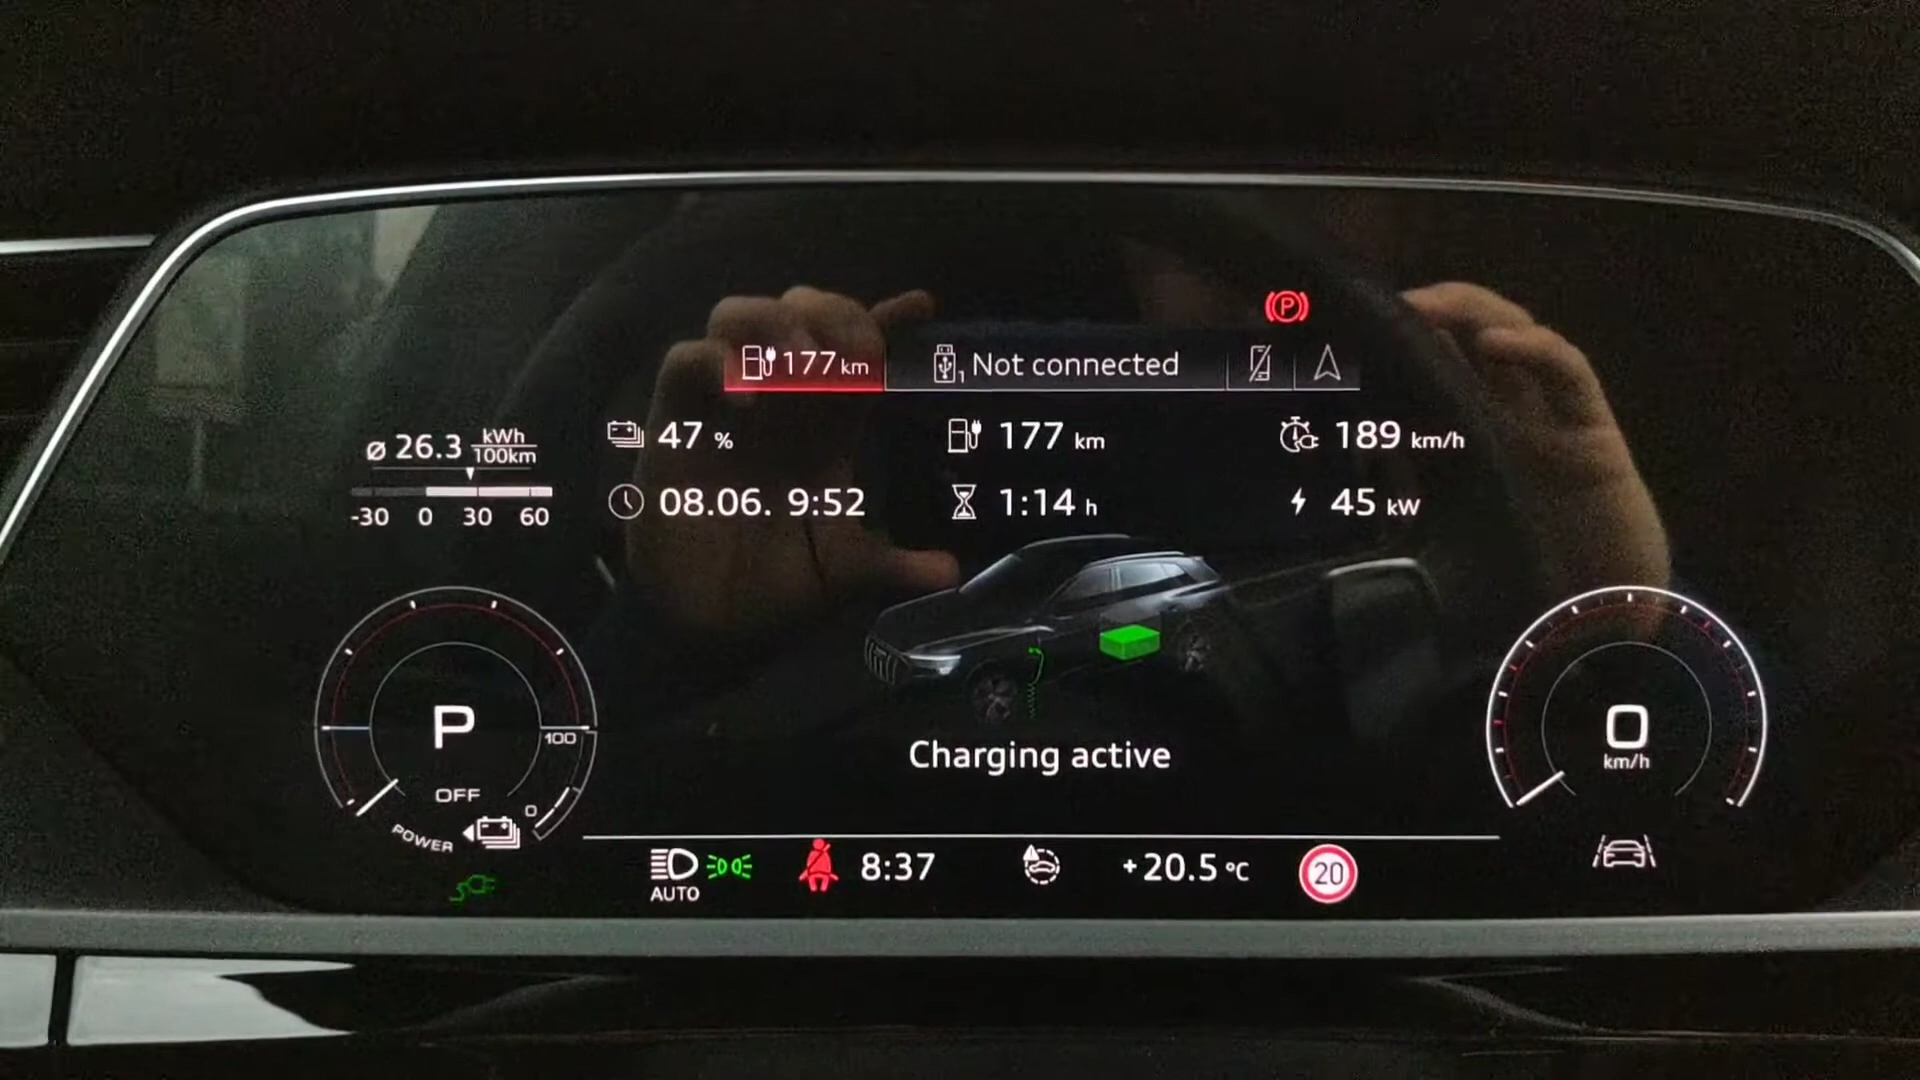 177 km
Not connected
1
47 %
177 km
189 km/h
ø 26.3 kWh/100km
-30 0 30 60
08.06. 9:52
1:14 h
45 kW
P
100
OFF
0
POWER
Charging active
0
km/h
AUTO
8:37
+20.5 °C
20
P